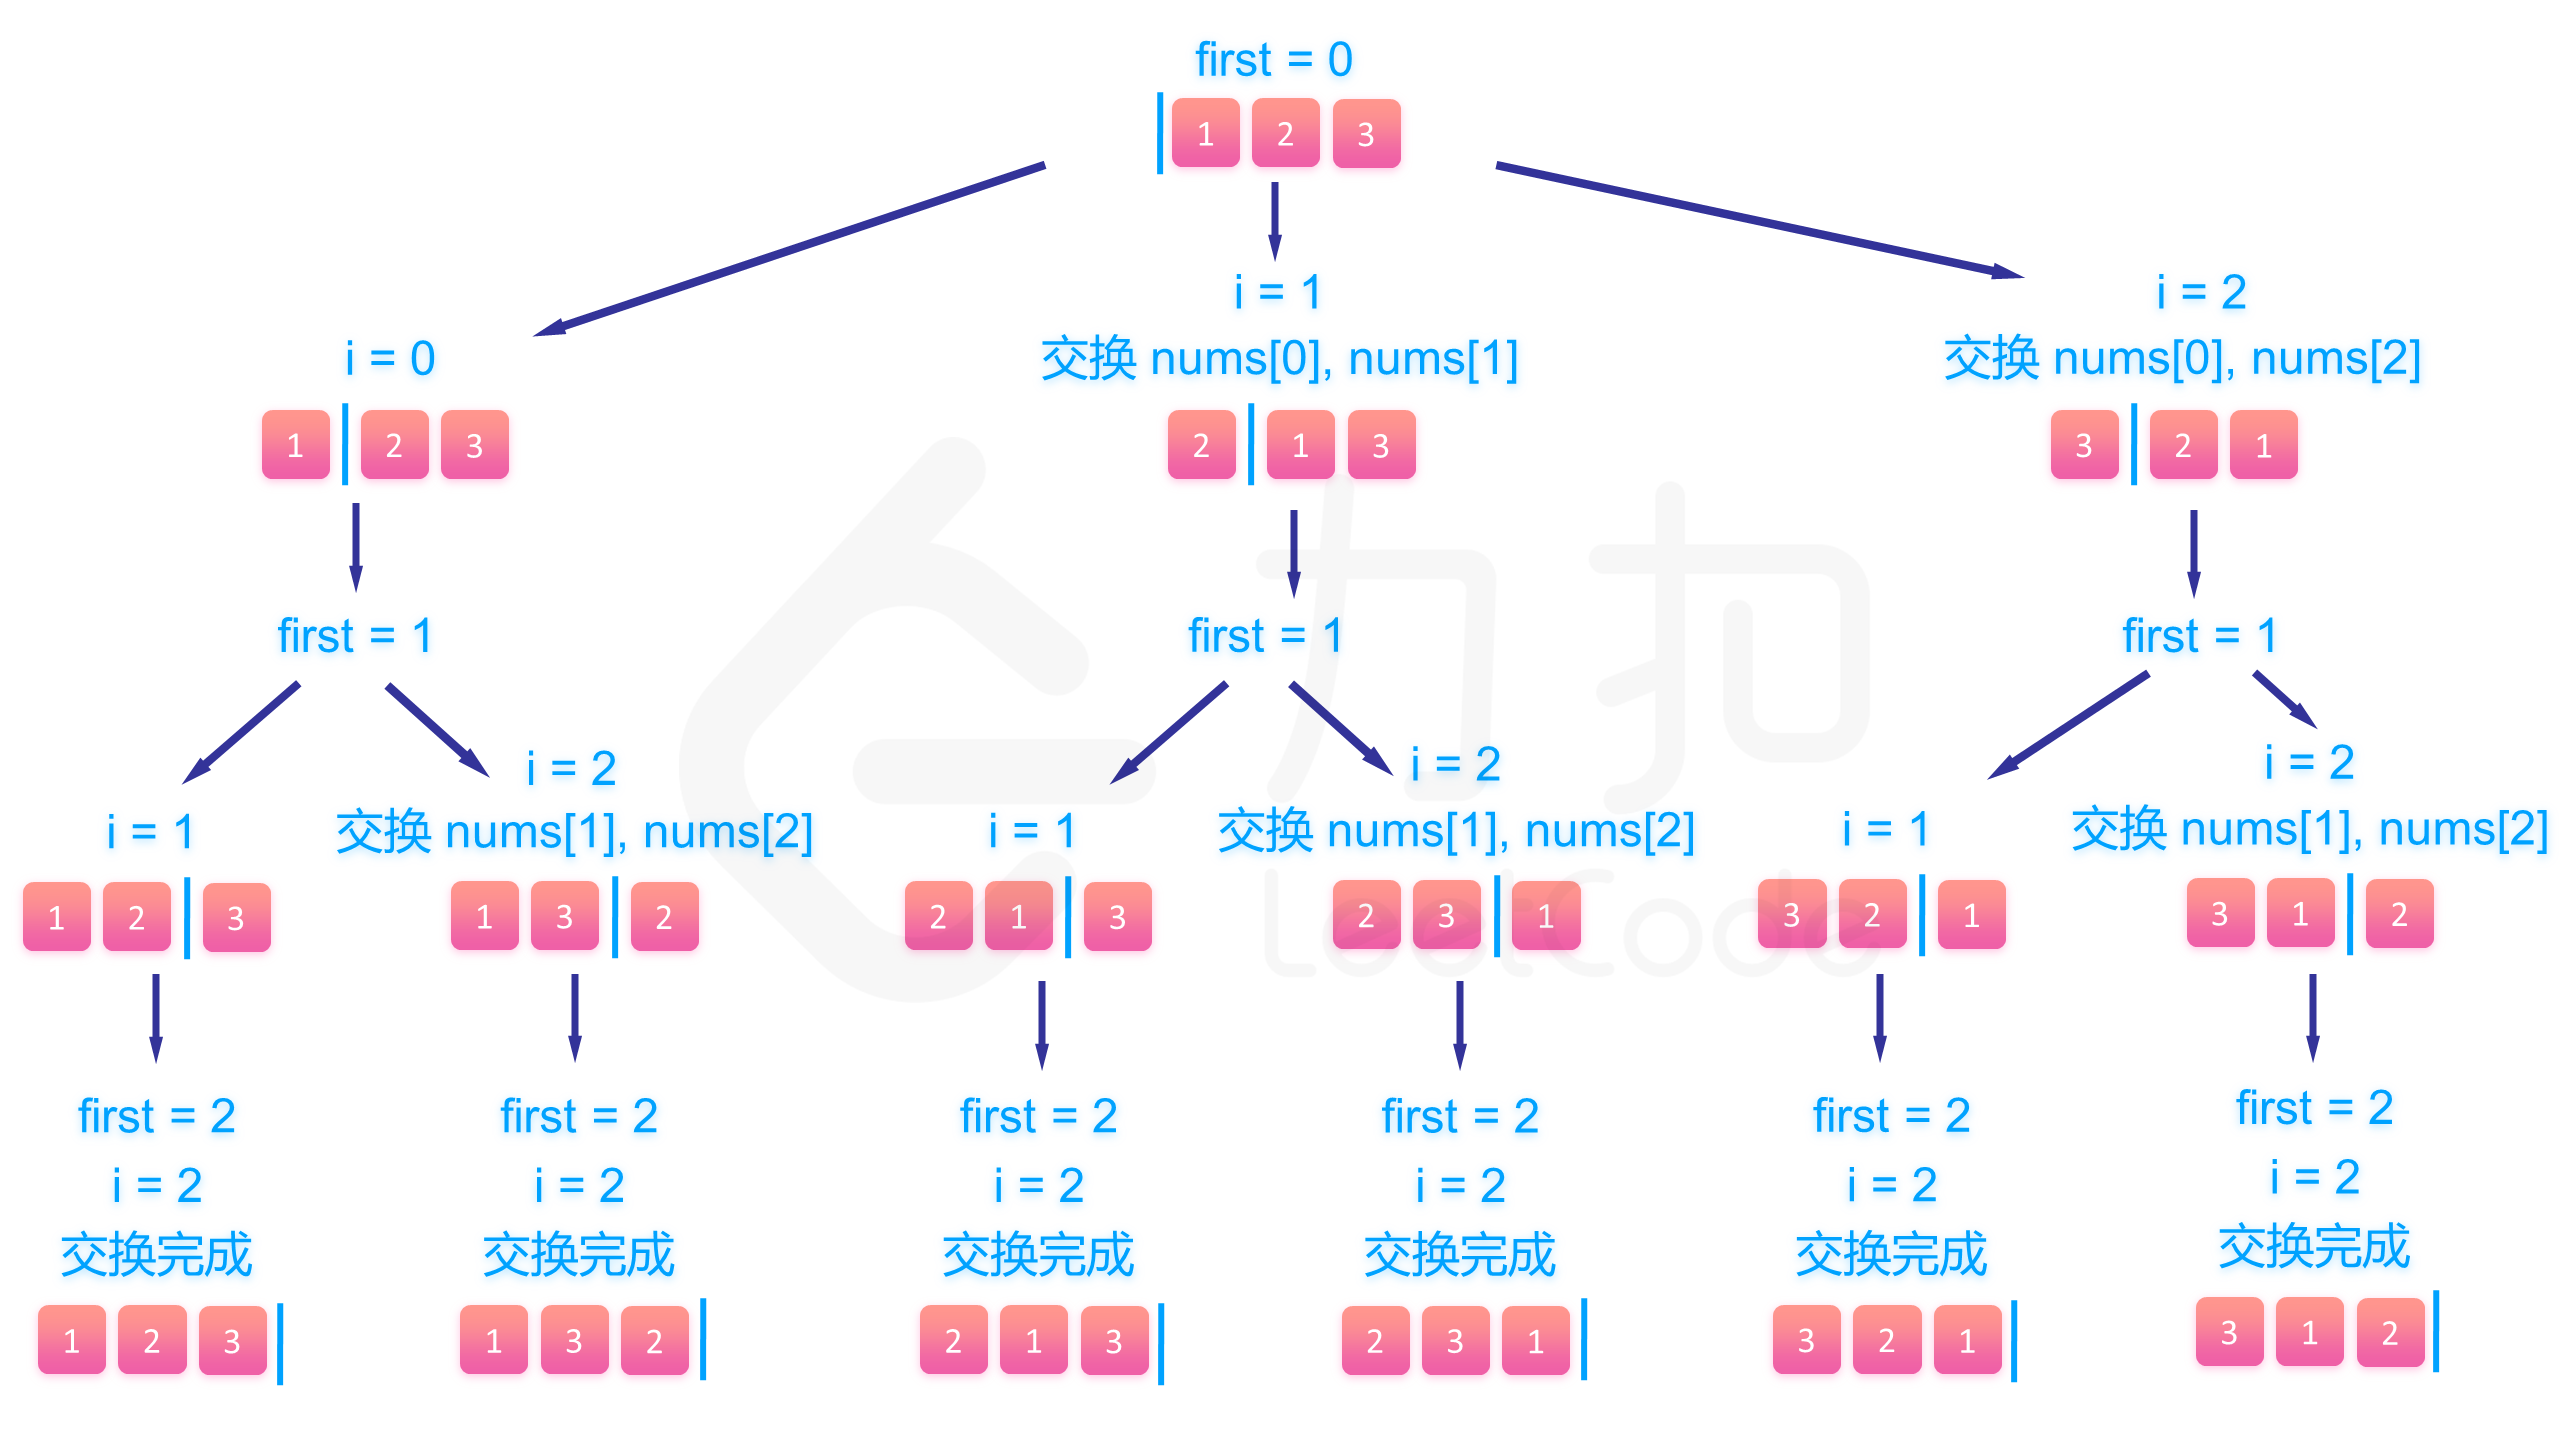 first = 0
1 2 3
i = 0
1 2 3
i = 1
交换 nums[0], nums[1]
2 1 3
i = 2
交换 nums[0], nums[2]
3 2 1
first = 1
first = 1
first = 1
i = 1
1 2 3
i = 2
交换 nums[1], nums[2]
1 3 2
i = 1
2 1 3
i = 2
交换 nums[1], nums[2]
2 3 1
i = 1
3 2 1
i = 2
交换 nums[1], nums[2]
3 1 2
力扣
LeetCode
first = 2
i = 2
交换完成
1 2 3
first = 2
i = 2
交换完成
1 3 2
first = 2
i = 2
交换完成
2 1 3
first = 2
i = 2
交换完成
2 3 1
first = 2
i = 2
交换完成
3 2 1
first = 2
i = 2
交换完成
3 1 2